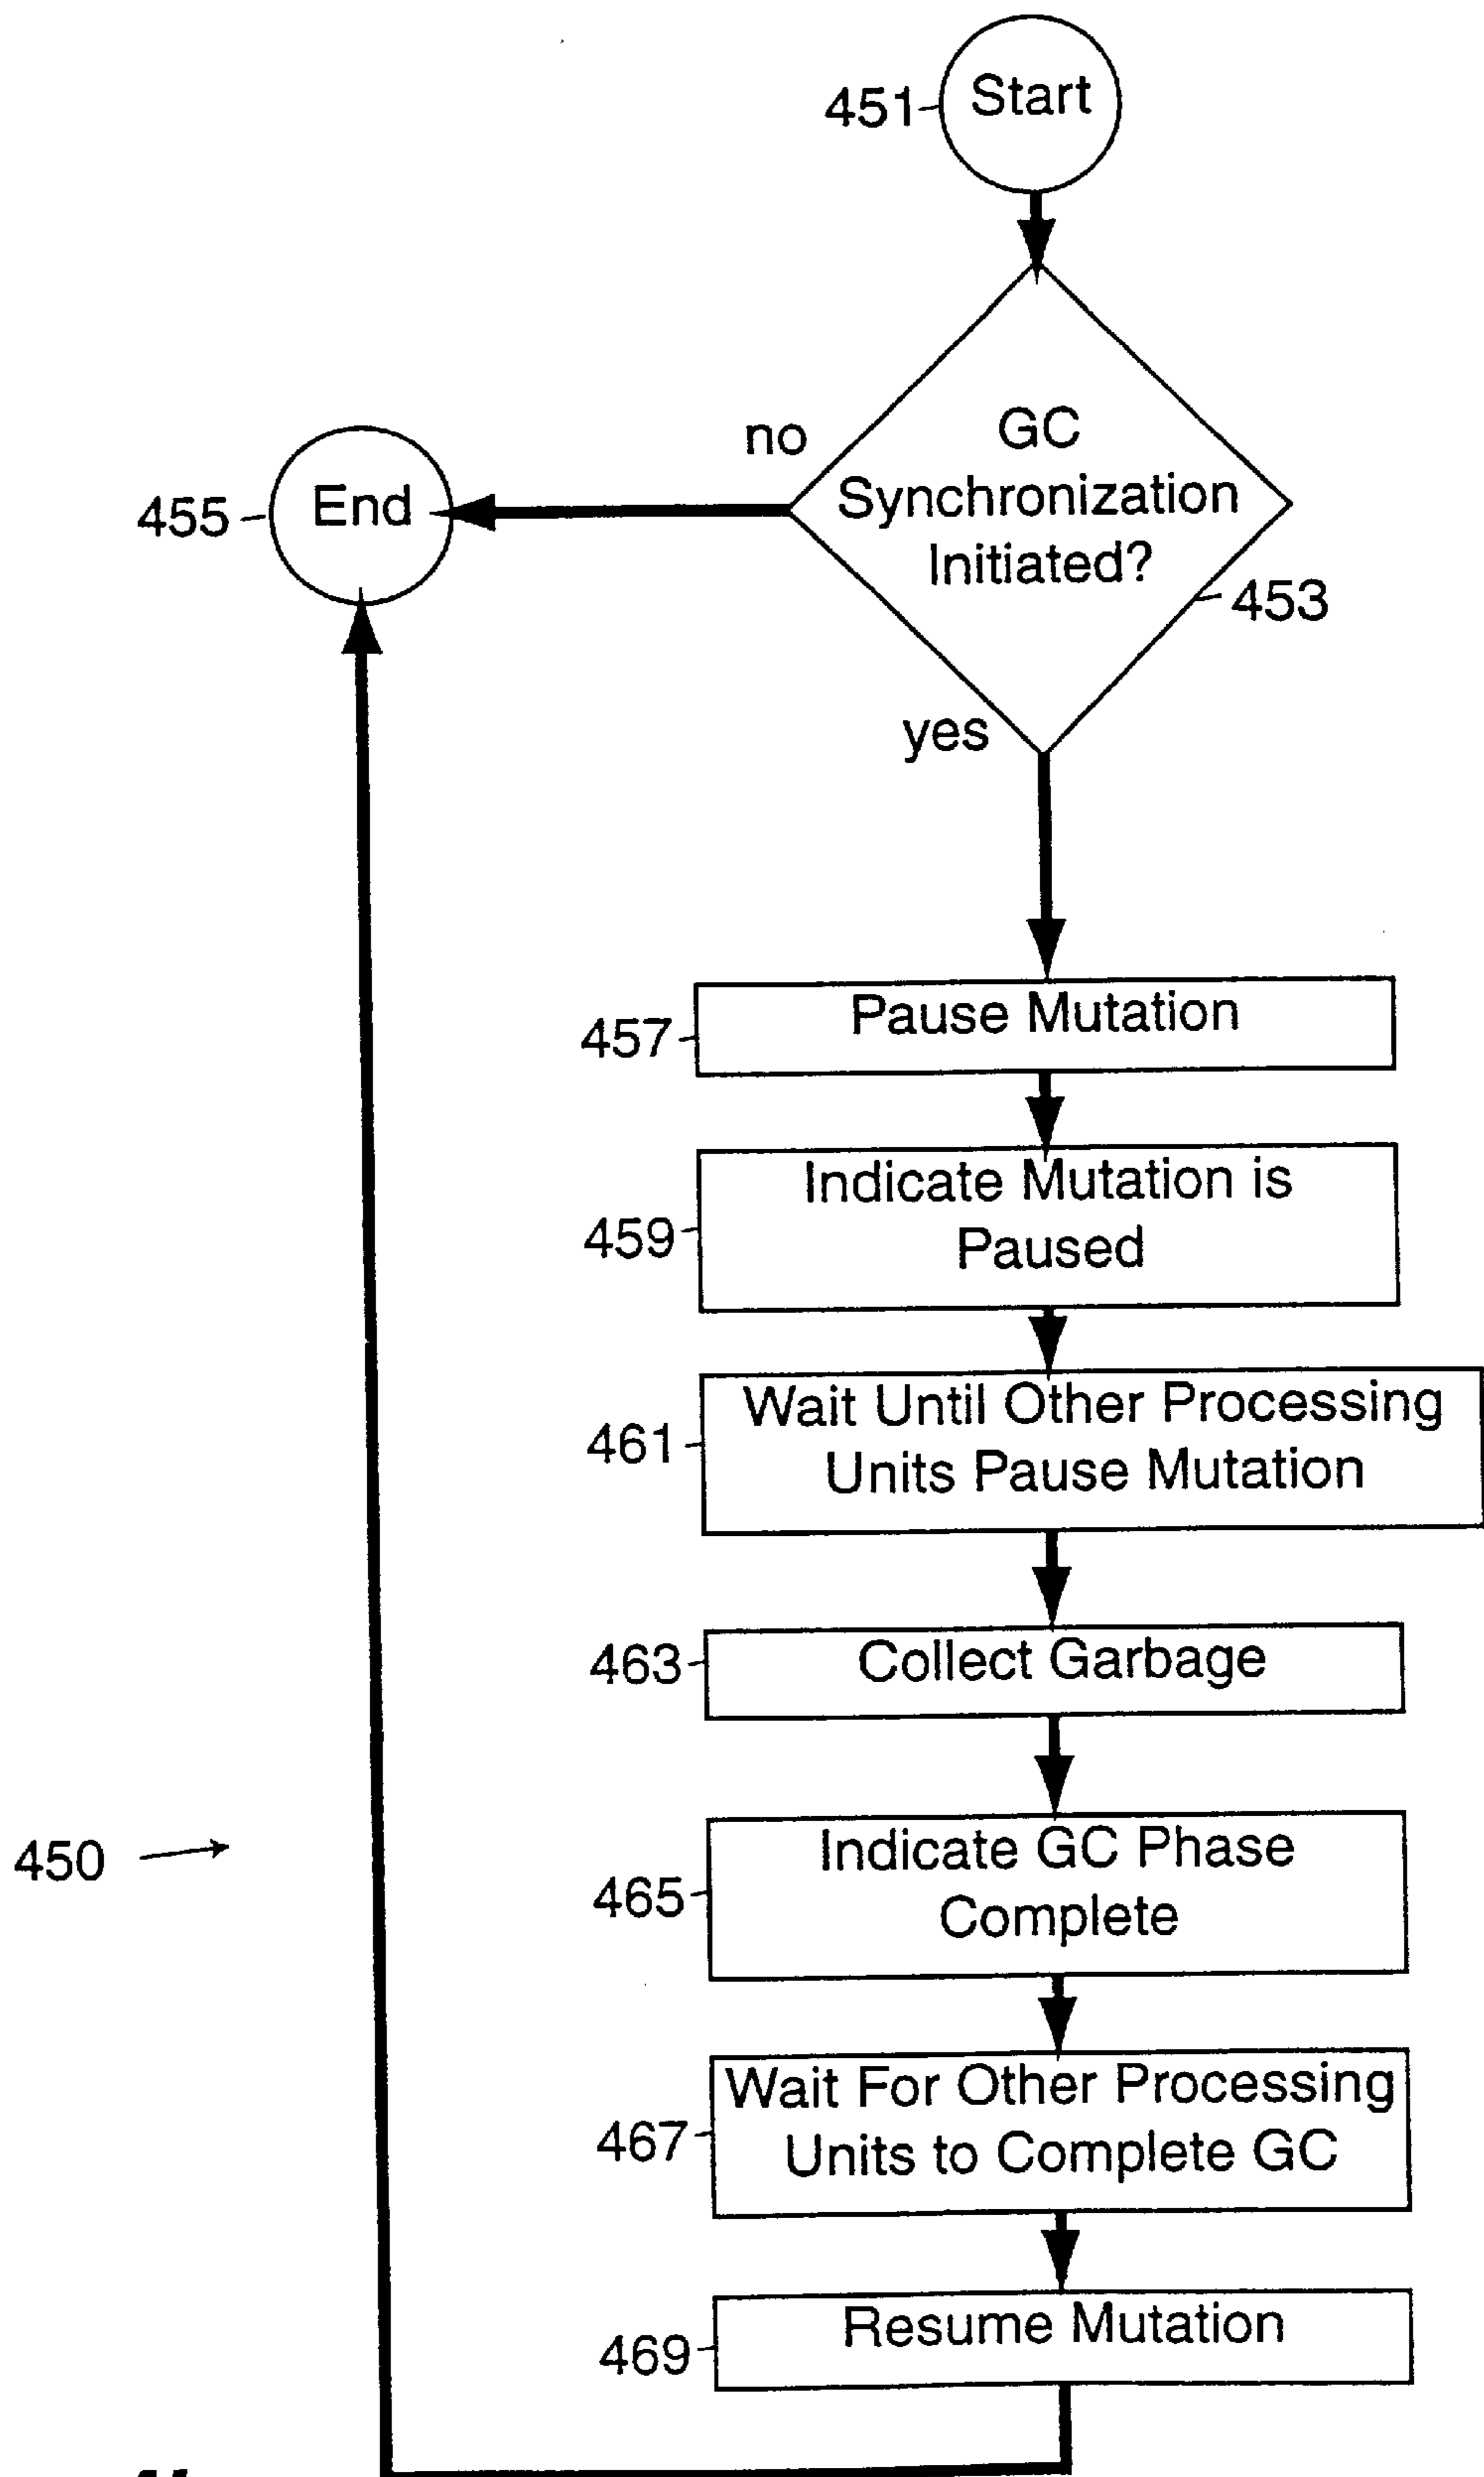 451
Start
no
GC
Synchronization
Initiated?
455
End
453
yes
457
Pause Mutation
459
Indicate Mutation is
Paused
461
Wait Until Other Processing
Units Pause Mutation
463
Collect Garbage
450
465
Indicate GC Phase
Complete
467
Wait For Other Processing
Units to Complete GC
469
Resume Mutation